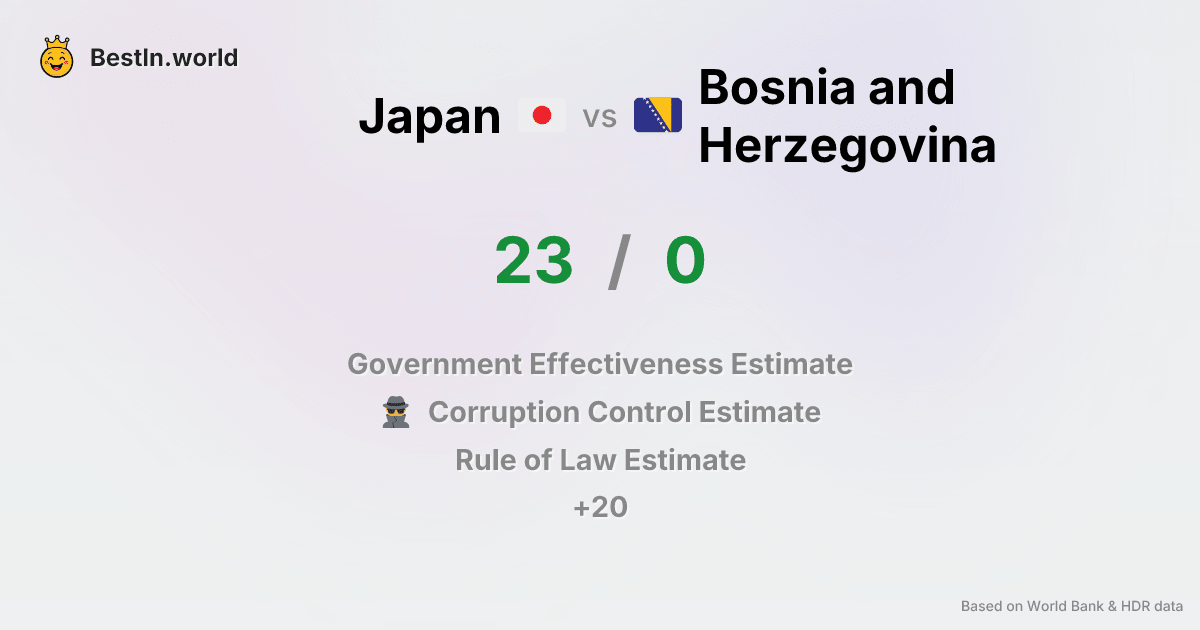 BestIn.world
Japan vs Bosnia and
Herzegovina
23 / 0
Government Effectiveness Estimate
Corruption Control Estimate
Rule of Law Estimate
+20
Based on World Bank & HDR data